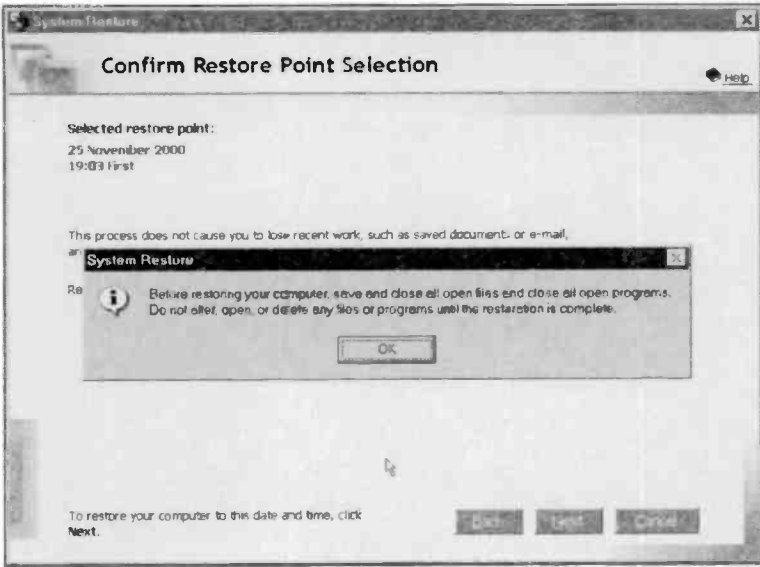 System Restore
Confirm Restore Point Selection
Help
Selected restore point:
25 November 2000
19:03 First
This process does not cause you to lose recent work, such as saved documents or e-mail,
an
System Restore
Re
Before restoring your computer, save and close all open files and close all open programs.
Do not alter, open, or delete any files or programs until the restoration is complete.
OK
To restore your computer to this date and time, click
Next.
Back Next Cancel